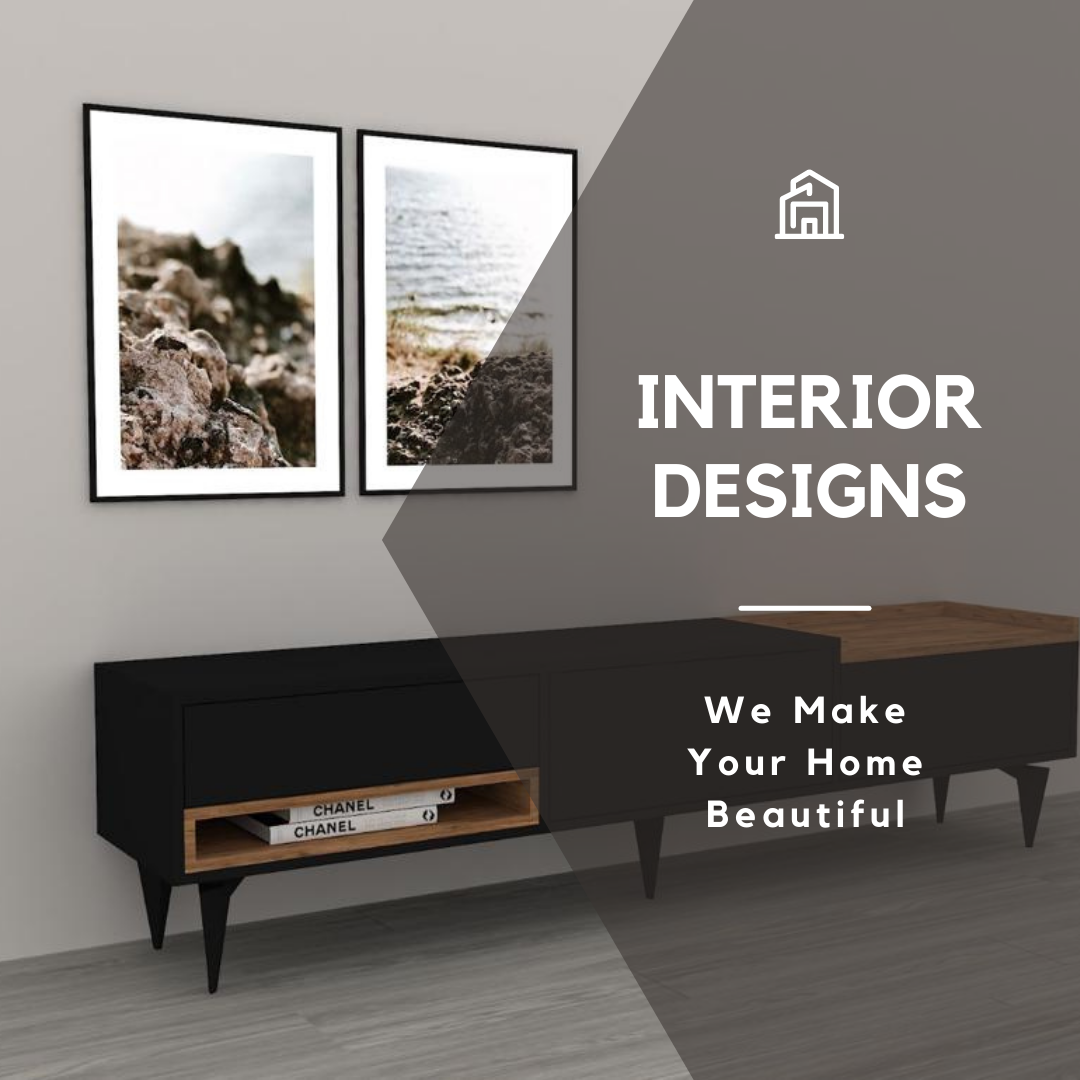 INTERIOR
DESIGNS
We Make
Your Home
Beautiful
CHANEL
CHANEL